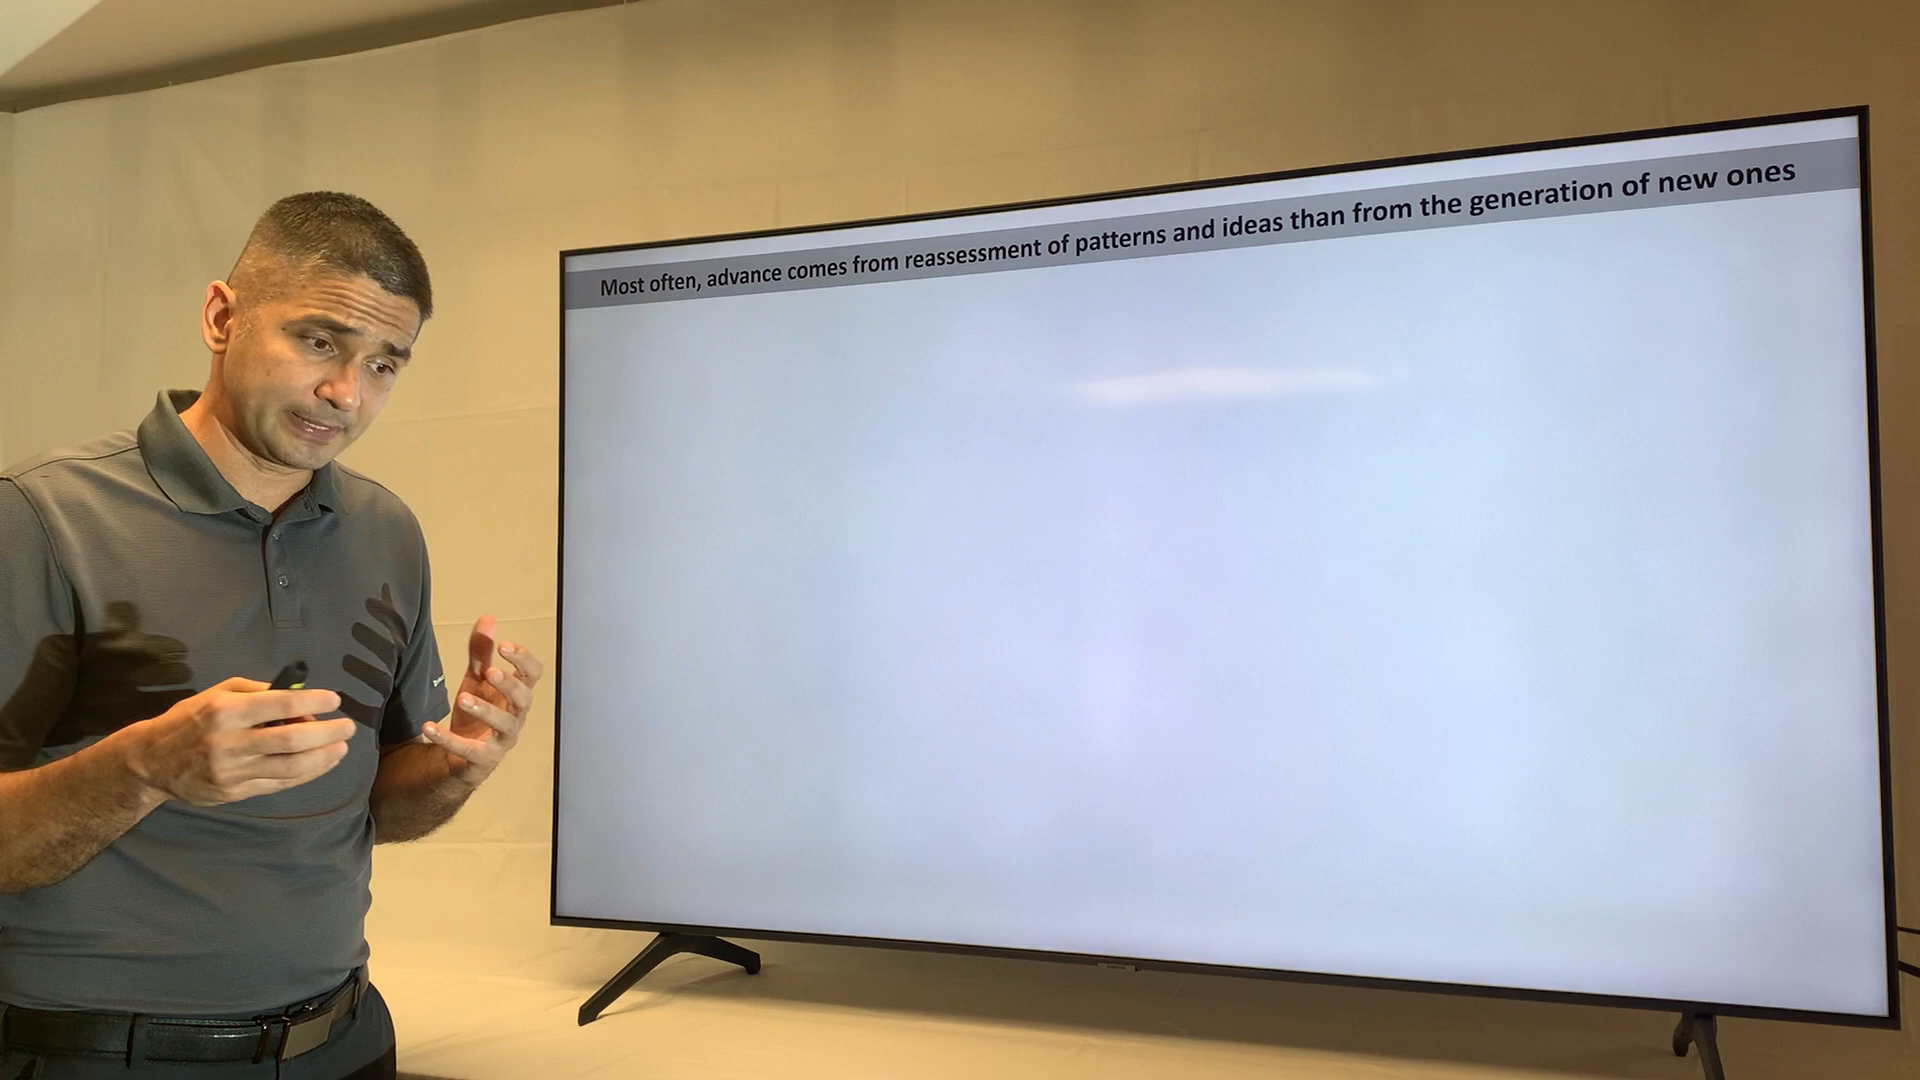 Most often, advance comes from reassessment of patterns and ideas than from the generation of new ones